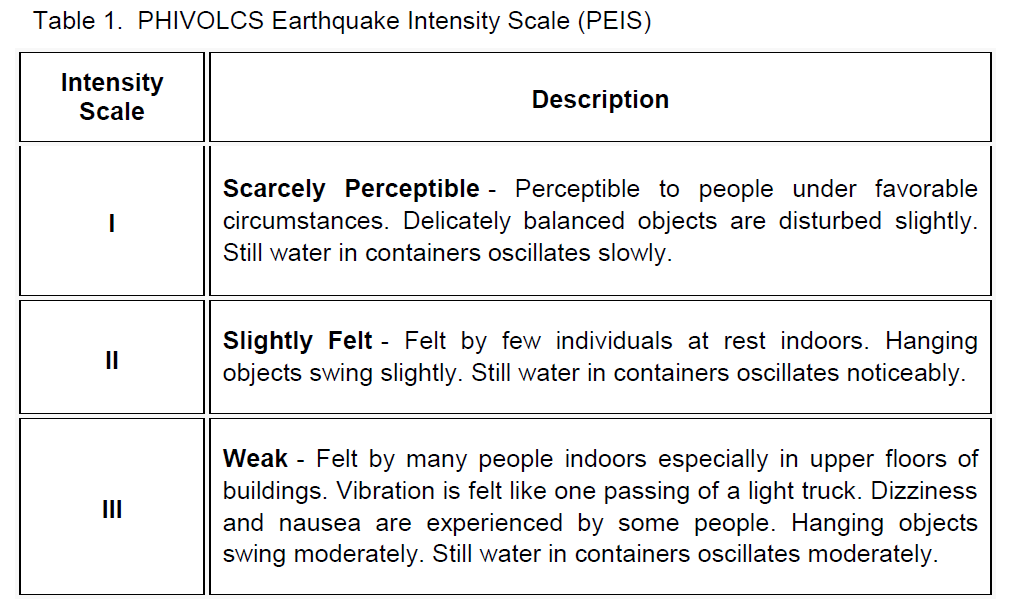 Table 1. PHIVOLCS Earthquake Intensity Scale (PEIS)
Intensity
Scale
Description
I
Scarcely Perceptible - Perceptible to people under favorable
circumstances. Delicately balanced objects are disturbed slightly.
Still water in containers oscillates slowly.
II
Slightly Felt - Felt by few individuals at rest indoors. Hanging
objects swing slightly. Still water in containers oscillates noticeably.
III
Weak - Felt by many people indoors especially in upper floors of
buildings. Vibration is felt like one passing of a light truck. Dizziness
and nausea are experienced by some people. Hanging objects
swing moderately. Still water in containers oscillates moderately.